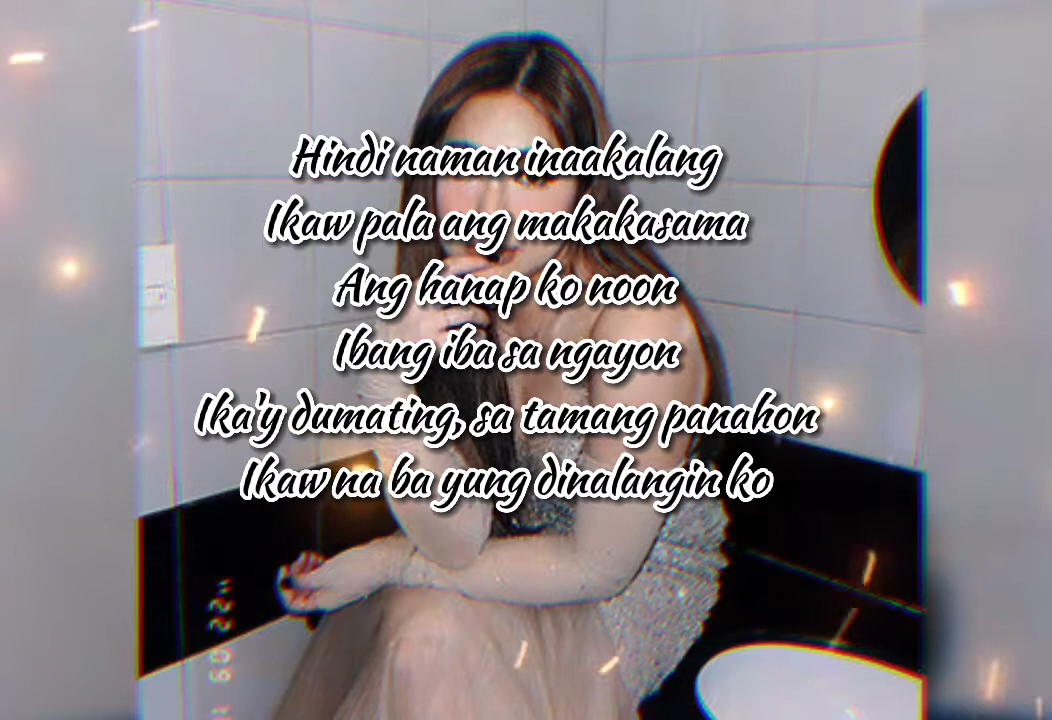 Hindi naman inaakalang
Ikaw pala ang makakasama
Ang hanap ko noon
Ibang iba sa ngayon
Ika'y dumating, sa tamang panahon
Ikaw na ba yung dinalangin ko